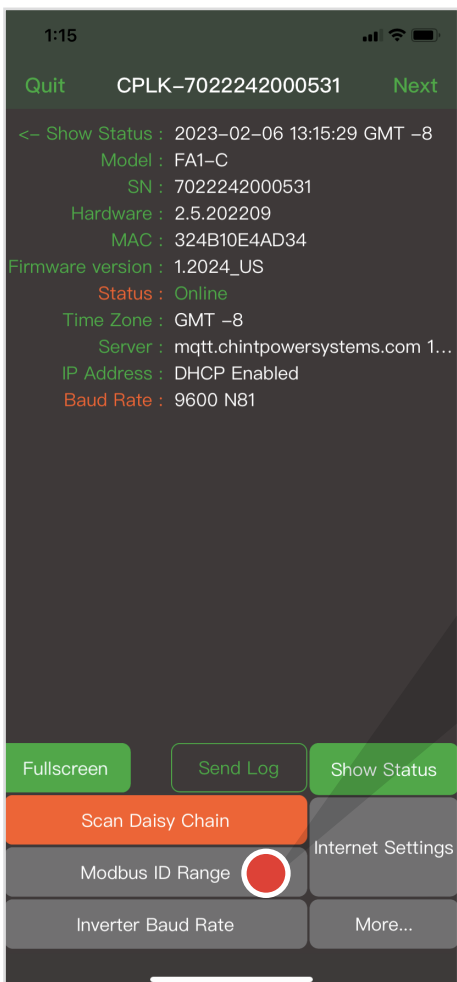 1:15
Quit CPLK-7022242000531 Next
<- Show Status : 2023-02-06 13:15:29 GMT -8
Model : FA1-C
SN : 7022242000531
Hardware : 2.5.202209
MAC : 324B10E4AD34
Firmware version : 1.2024_US
Status : Online
Time Zone : GMT -8
Server : mqtt.chintpowersystems.com 1...
IP Address : DHCP Enabled
Baud Rate : 9600 N81
Fullscreen Send Log Show Status
Scan Daisy Chain
Internet Settings
Modbus ID Range
Inverter Baud Rate More...